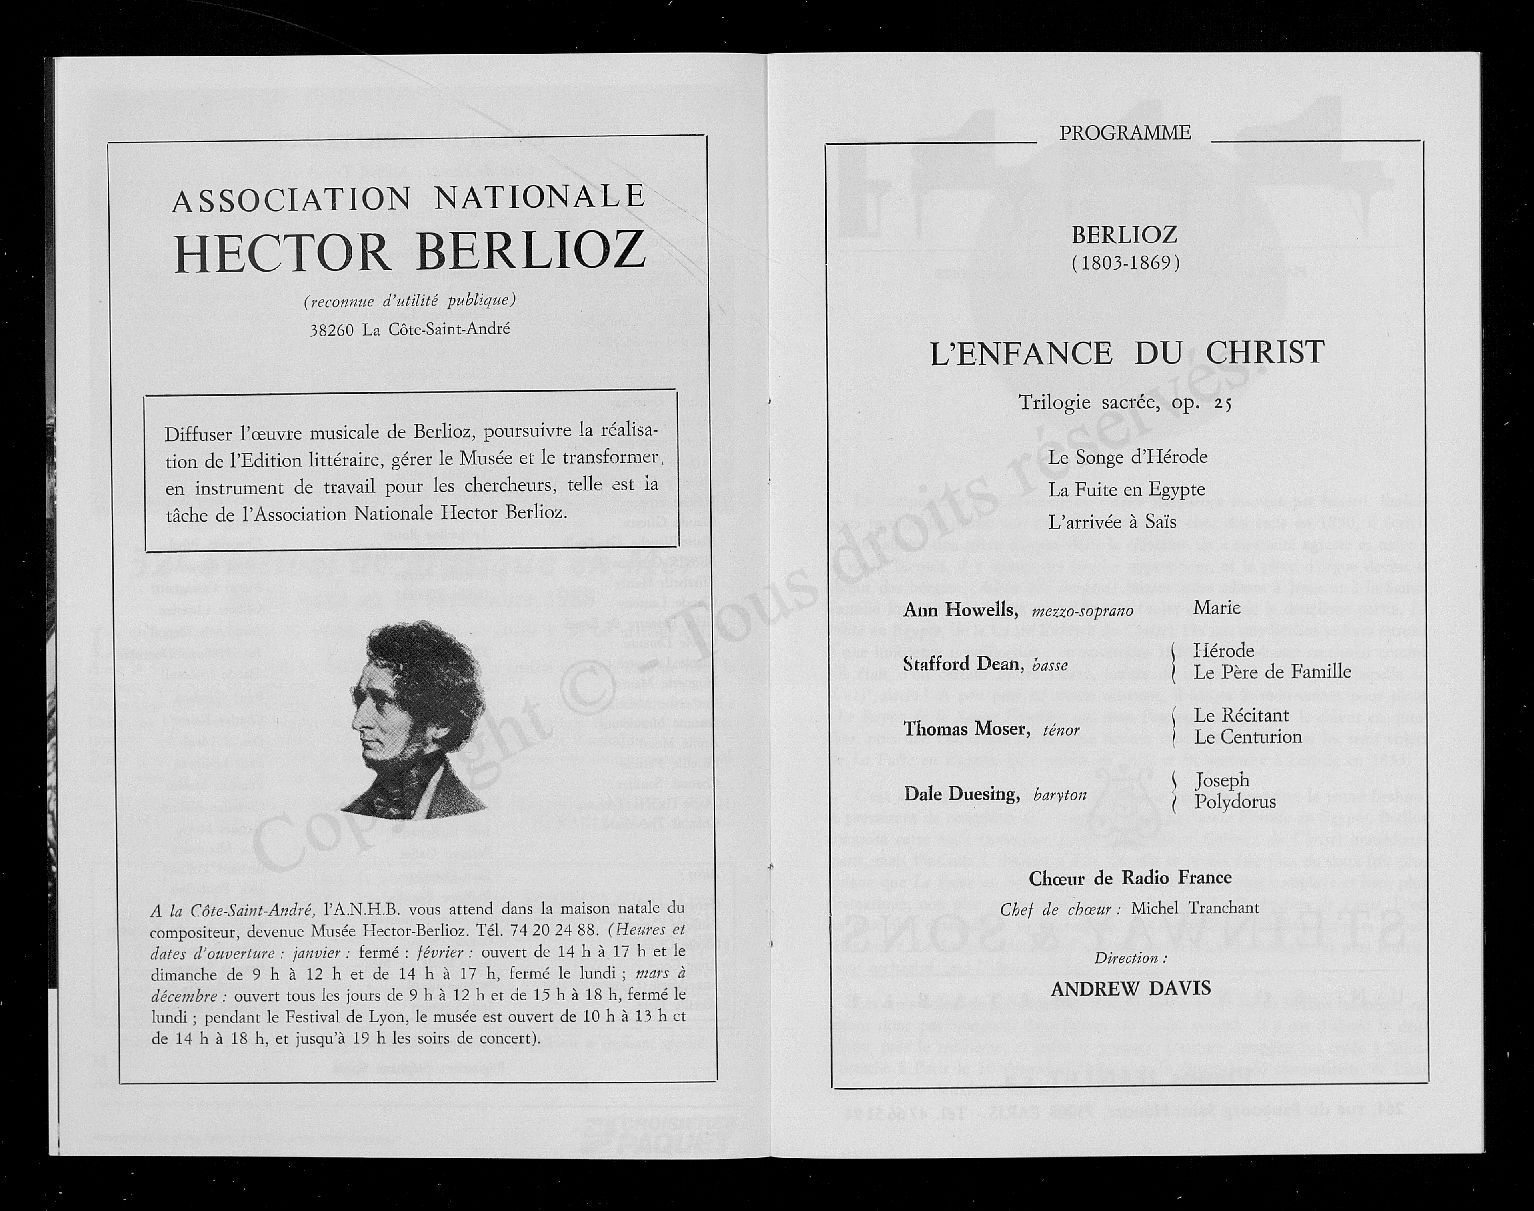 ASSOCIATION NATIONALE
HECTOR BERLIOZ
(reconnue d'utilité publique)
38260 La Côte-Saint-André
Diffuser l'œuvre musicale de Berlioz, poursuivre la réalisa-
tion de l'Edition littéraire, gérer le Musée et le transformer,
en instrument de travail pour les chercheurs, telle est la
tâche de l'Association Nationale Hector Berlioz.
A la Côte-Saint-André, l'A.N.H.B. vous attend dans la maison natale du
compositeur, devenue Musée Hector-Berlioz. Tél. 74 20 24 88. (Heures et
dates d'ouverture : janvier : fermé : février : ouvert de 14 h à 17 h et le
dimanche de 9 h à 12 h et de 14 h à 17 h, fermé le lundi ; mars à
décembre : ouvert tous les jours de 9 h à 12 h et de 15 h à 18 h, fermé le
lundi ; pendant le Festival de Lyon, le musée est ouvert de 10 h à 13 h et
de 14 h à 18 h, et jusqu'à 19 h les soirs de concert).
PROGRAMME
BERLIOZ
(1803-1869)
L'ENFANCE DU CHRIST
Trilogie sacrée, op. 25
Le Songe d'Hérode
La Fuite en Egypte
L'arrivée à Saïs
Ann Howells, mezzo-soprano Marie
Stafford Dean, basse
Hérode
Le Père de Famille
Thomas Moser, ténor
Le Récitant
Le Centurion
Dale Duesing, baryton
Joseph
Polydorus
Chœur de Radio France
Chef de chœur : Michel Tranchant
Direction :
ANDREW DAVIS
Copyright © - Tous droits réservés.